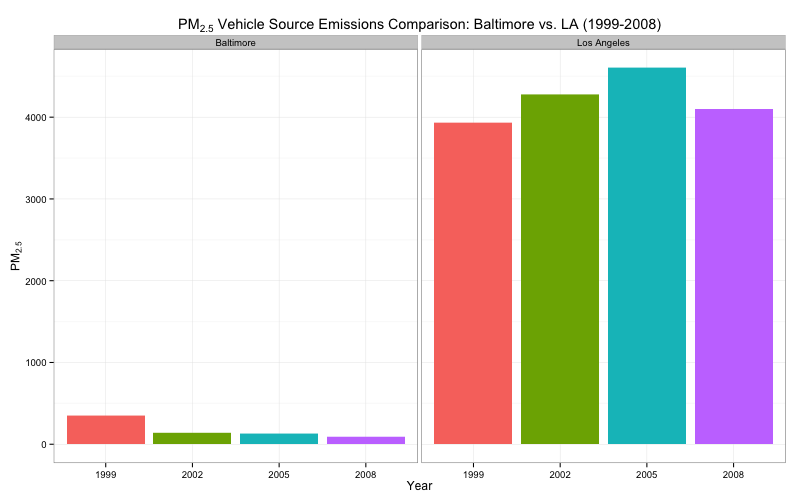 PM2.5 Vehicle Source Emissions Comparison: Baltimore vs. LA (1999-2008)
Baltimore
Los Angeles
4000
3000
2000
1000
0
PM2.5
1999
2002
2005
2008
1999
2002
2005
2008
Year